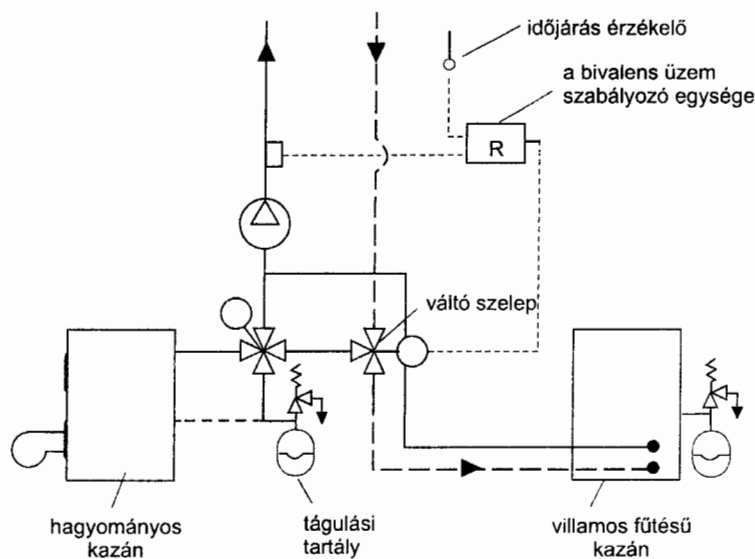 időjárás érzékelő
a bivalens üzem
szabályozó egysége
R
váltó szelep
hagyományos
kazán
tágulási
tartály
villamos fűtésű
kazán